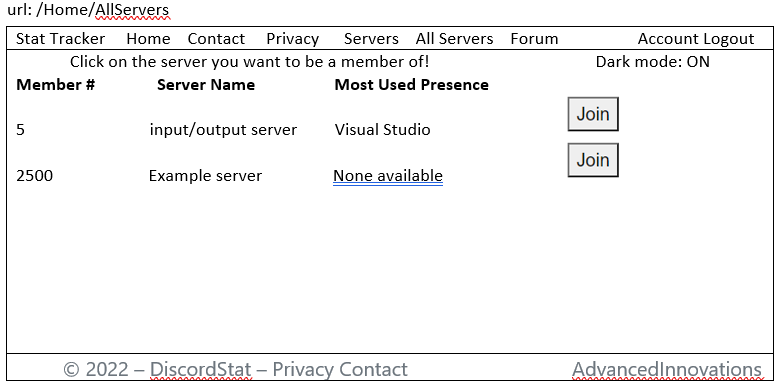 url: /Home/AllServers
Stat Tracker Home Contact Privacy Servers All Servers Forum Account Logout
Click on the server you want to be a member of! Dark mode: ON
Member # Server Name Most Used Presence
5 input/output server Visual Studio Join
2500 Example server None available Join
© 2022 – DiscordStat – Privacy Contact AdvancedInnovations